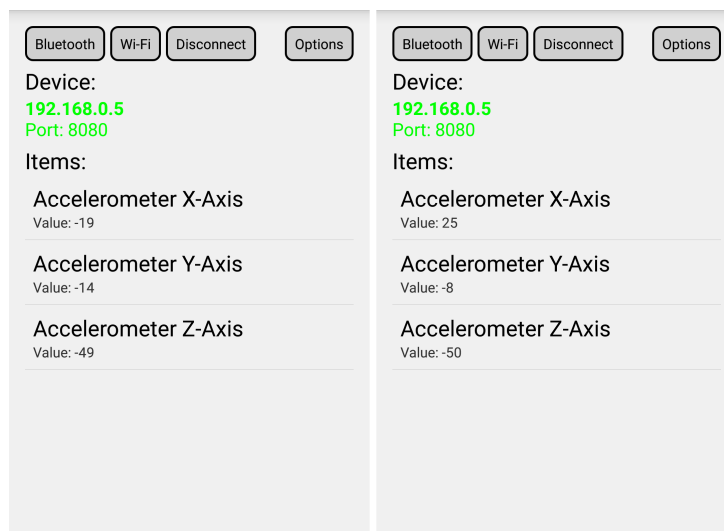 Bluetooth Wi-Fi Disconnect Options
Device:
192.168.0.5
Port: 8080
Items:
Accelerometer X-Axis
Value: -19
Accelerometer Y-Axis
Value: -14
Accelerometer Z-Axis
Value: -49
Bluetooth Wi-Fi Disconnect Options
Device:
192.168.0.5
Port: 8080
Items:
Accelerometer X-Axis
Value: 25
Accelerometer Y-Axis
Value: -8
Accelerometer Z-Axis
Value: -50